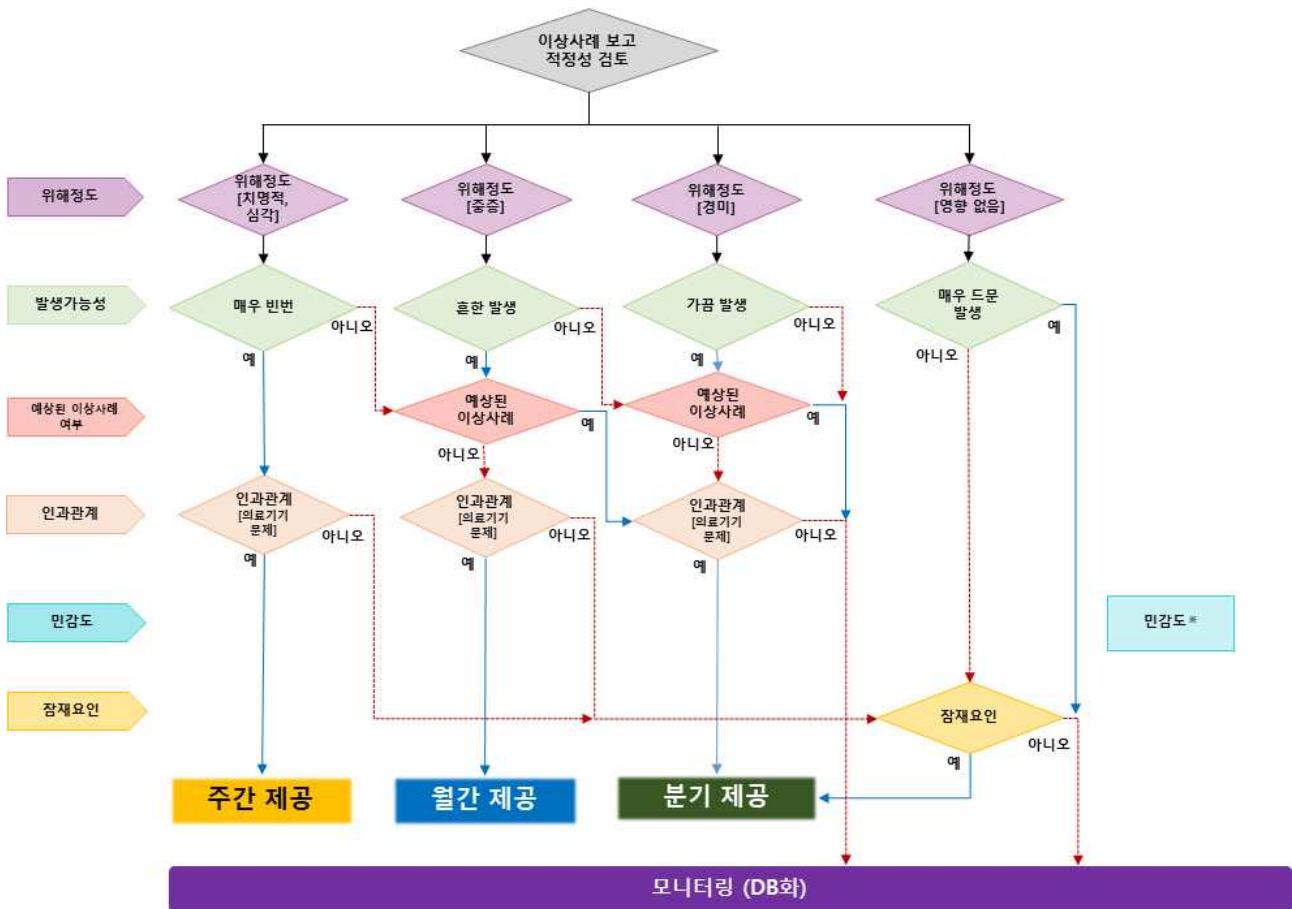 이상사례 보고
적정성 검토
위해정도
위해정도
[치명적,
심각]
위해정도
[중증]
위해정도
[경미]
위해정도
[영향 없음]
발생가능성
매우 빈번
흔한 발생
가끔 발생
매우 드문
발생
아니오
아니오
아니오
예
예
예
예
아니오
예상된 이상사례
여부
예상된
이상사례
예상된
이상사례
예
예
아니오
아니오
인과관계
인과관계
[의료기기
문제]
인과관계
[의료기기
문제]
인과관계
[의료기기
문제]
아니오
아니오
아니오
예
예
예
민감도
민감도※
잠재요인
잠재요인
아니오
예
주간 제공
월간 제공
분기 제공
모니터링 (DB화)